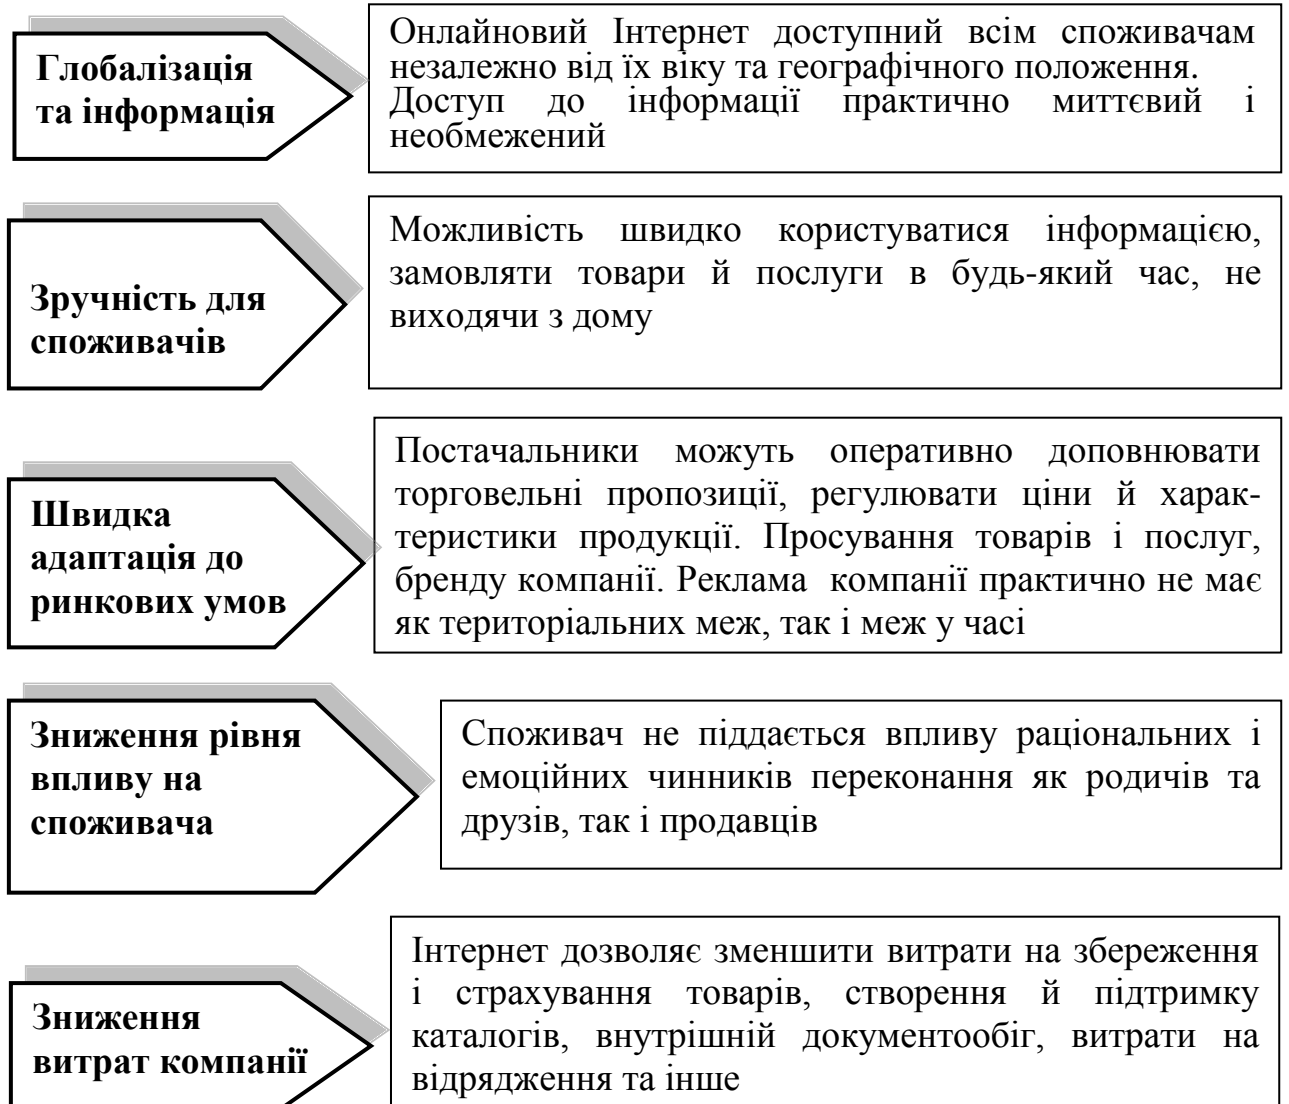 Глобалізація
та інформація
Онлайновий Інтернет доступний всім споживачам
незалежно від їх віку та географічного положення.
Доступ до інформації практично миттєвий і
необмежений
Зручність для
споживачів
Можливість швидко користуватися інформацією,
замовляти товари й послуги в будь-який час, не
виходячи з дому
Швидка
адаптація до
ринкових умов
Постачальники можуть оперативно доповнювати
торговельні пропозиції, регулювати ціни й харак-
теристики продукції. Просування товарів і послуг,
бренду компанії. Реклама компанії практично не має
як територіальних меж, так і меж у часі
Зниження рівня
впливу на
споживача
Споживач не піддається впливу раціональних і
емоційних чинників переконання як родичів та
друзів, так і продавців
Зниження
витрат компанії
Інтернет дозволяє зменшити витрати на збереження
і страхування товарів, створення й підтримку
каталогів, внутрішній документообіг, витрати на
відрядження та інше